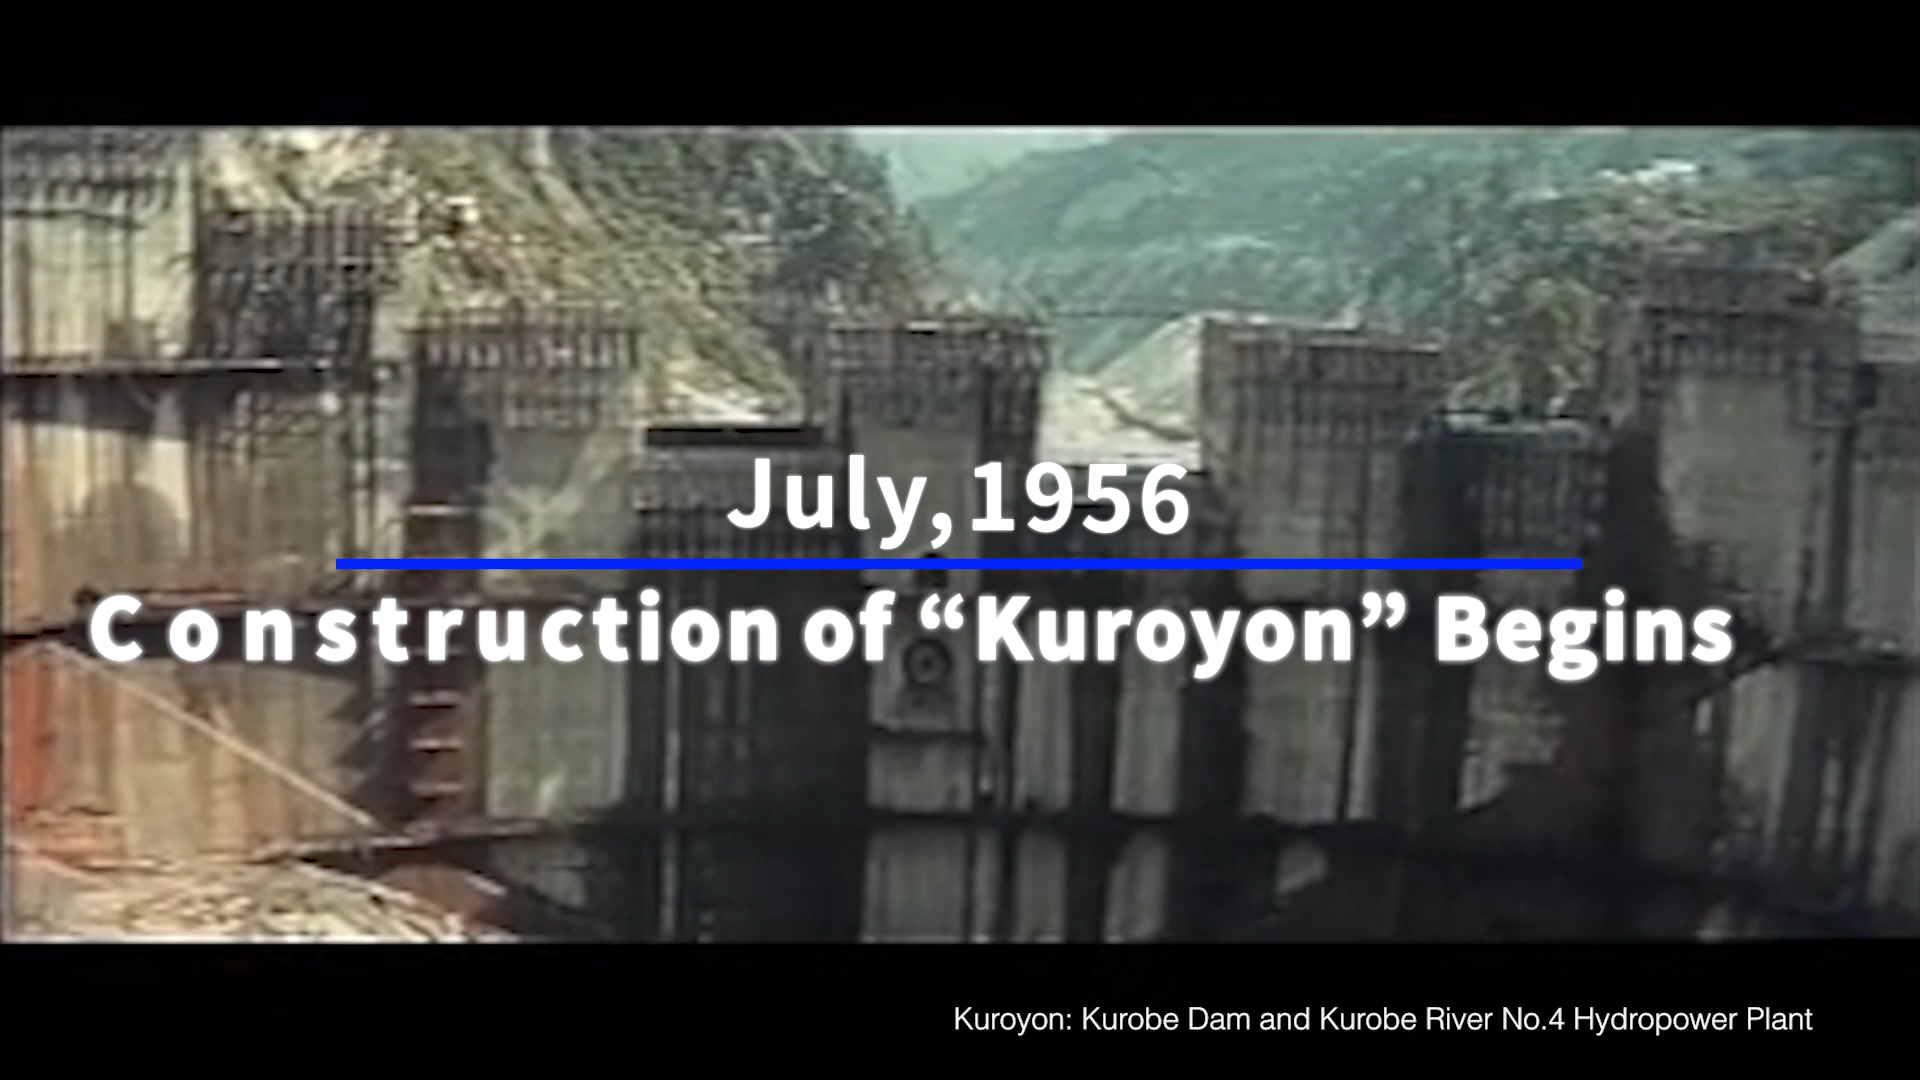 July, 1956
Construction of “Kuroyon” Begins
Kuroyon: Kurobe Dam and Kurobe River No.4 Hydropower Plant